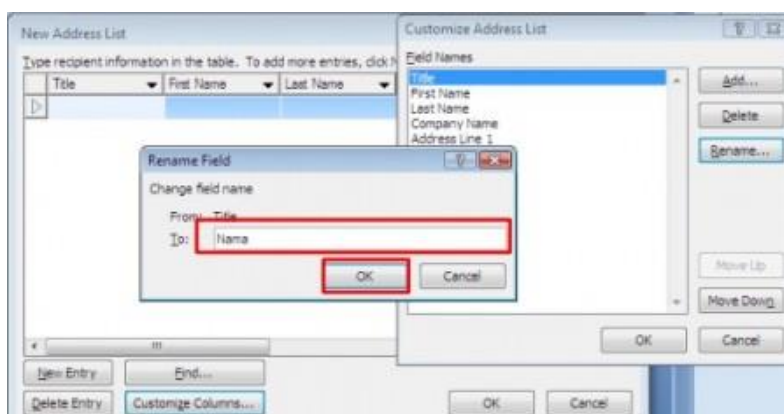 New Address List
Type recipient information in the table. To add more entries, click
Title First Name Last Name
New Entry Find...
Delete Entry Customize Columns... OK Cancel
Customize Address List
Field Names
Title
First Name
Last Name
Company Name
Address Line 1
Add...
Delete
Rename...
Move Up
Move Down
OK Cancel
Rename Field
Change field name
From: Title
To: Nama
OK Cancel